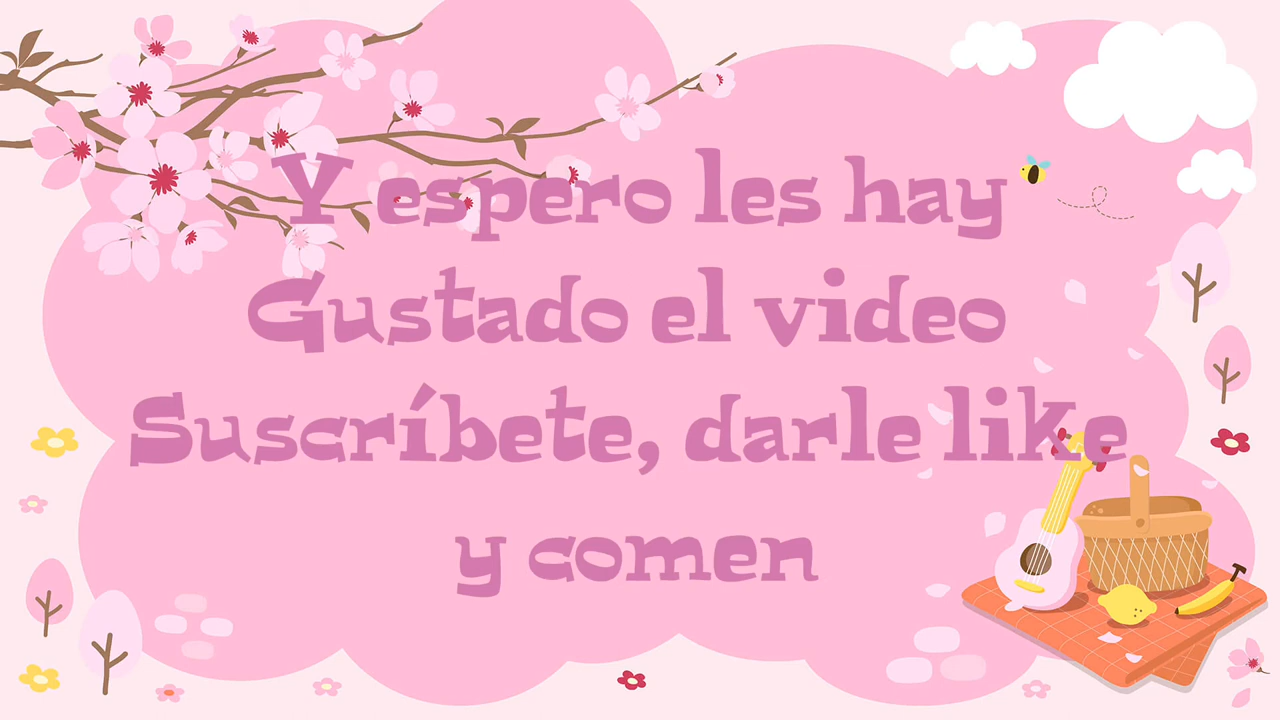 Y espero les hay
Gustado el video
Suscríbete, darle like
y comen